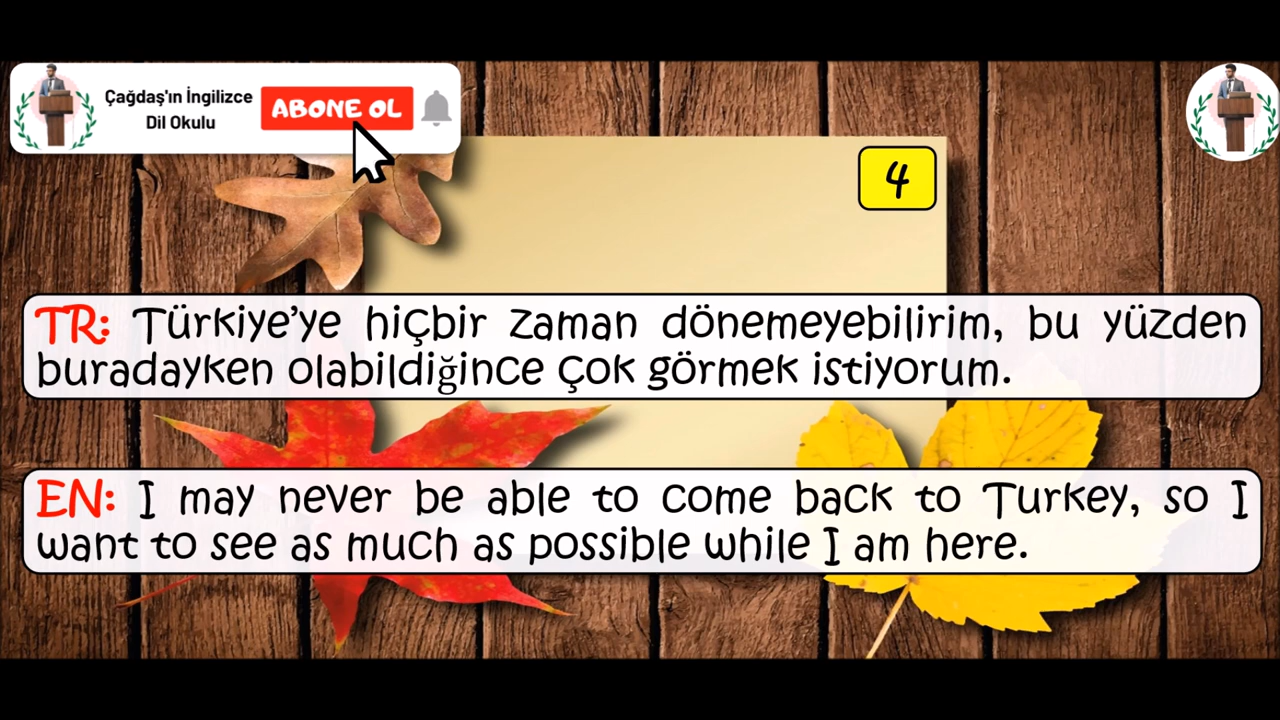 Çağdaş'ın İngilizce
Dil Okulu
ABONE OL
4
TR: Türkiye'ye hiçbir zaman dönemeyebilirim, bu yüzden
buradayken olabildiğince çok görmek istiyorum.
EN: I may never be able to come back to Turkey, so I
want to see as much as possible while I am here.